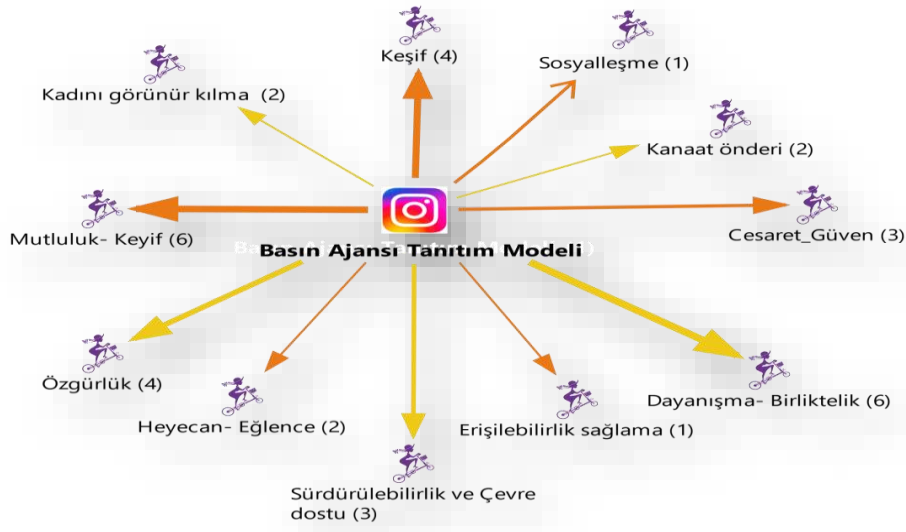 Keşif (4)
Sosyalleşme (1)
Kadını görünür kılma (2)
Kanaat önderi (2)
Mutluluk- Keyif (6)
Cesaret_Güven (3)
Basın Ajansı Tanıtım Modeli
Özgürlük (4)
Dayanışma- Birliktelik (6)
Heyecan- Eğlence (2)
Erişilebilirlik sağlama (1)
Sürdürülebilirlik ve Çevre
dostu (3)